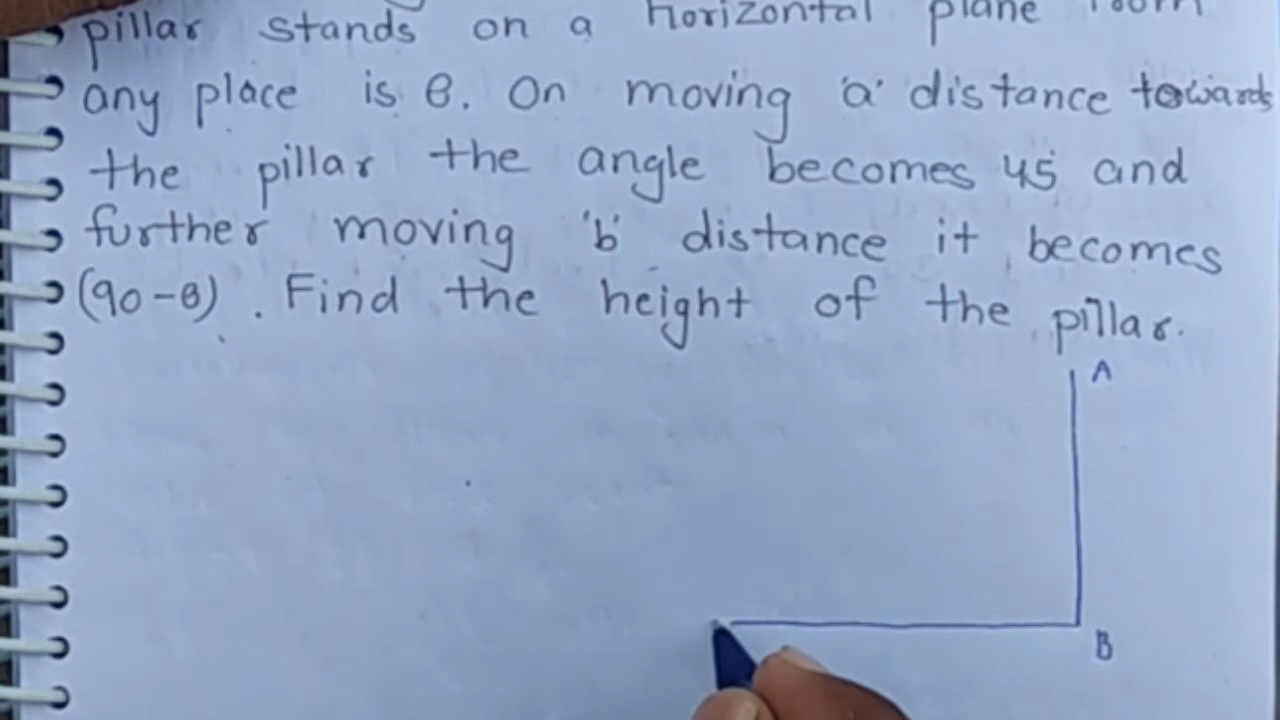 pillar stands on a horizontal plane room
any place is θ. On moving 'a' distance towards
the pillar the angle becomes 45 and
further moving 'b' distance it becomes
(90-θ). Find the height of the pillar.
A
B